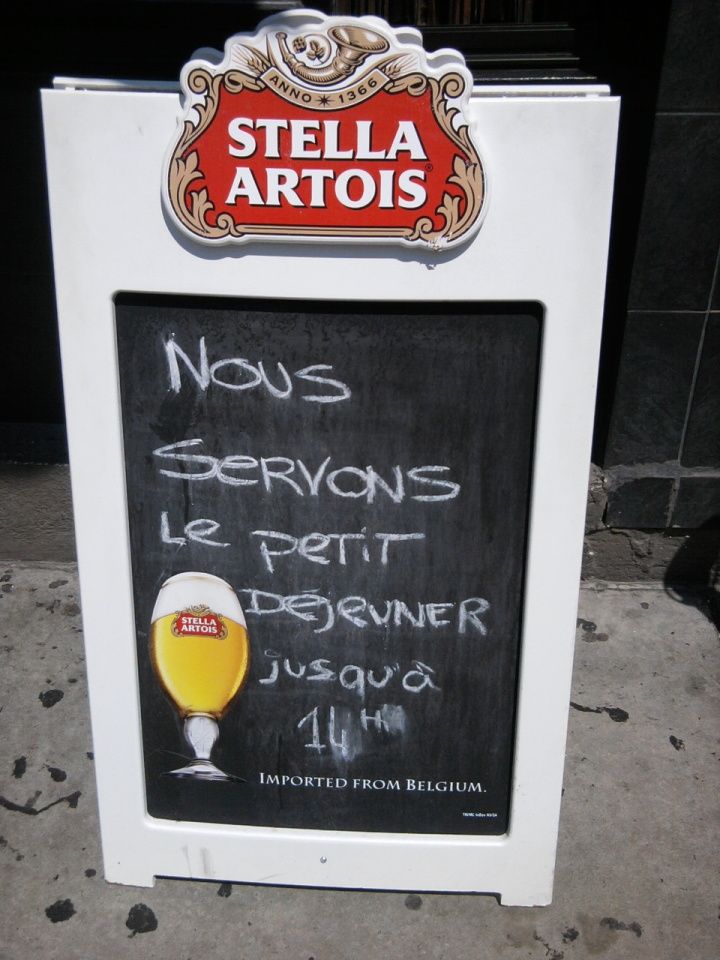 ANNO 1366
STELLA
ARTOIS
NOUS
SERVONS
Le petit
DéjeuNER
jusqu'à
14H
STELLA
ARTOIS
IMPORTED FROM BELGIUM.